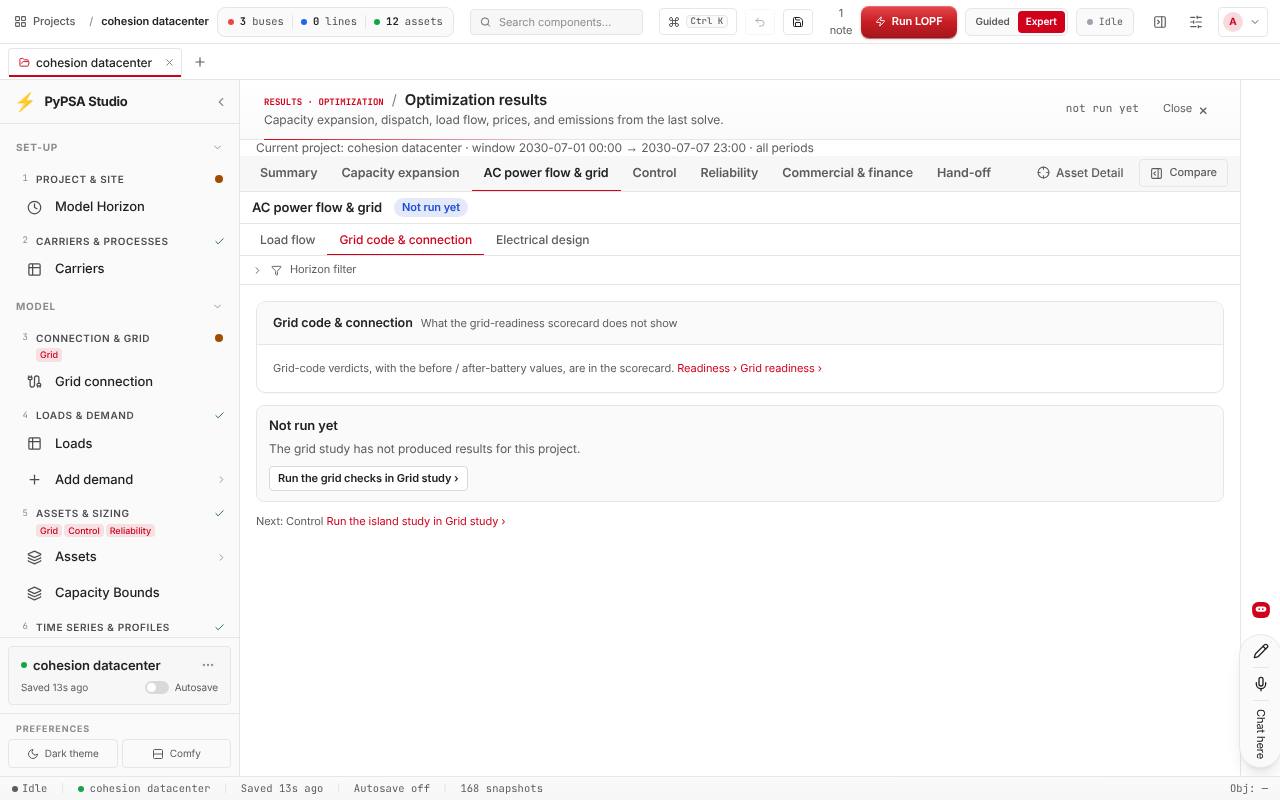 Projects / cohesion datacenter
3 buses 0 lines 12 assets
Search components...
⌘ Ctrl K
1 note
Run LOPF
Guided Expert
Idle
A
cohesion datacenter × +
PyPSA Studio
SET-UP
1 PROJECT & SITE
Model Horizon
2 CARRIERS & PROCESSES
Carriers
MODEL
3 CONNECTION & GRID
Grid
Grid connection
4 LOADS & DEMAND
Loads
Add demand
5 ASSETS & SIZING
Grid Control Reliability
Assets
Capacity Bounds
6 TIME SERIES & PROFILES
cohesion datacenter ···
Saved 13s ago Autosave
PREFERENCES
Dark theme Comfy
RESULTS · OPTIMIZATION / Optimization results
Capacity expansion, dispatch, load flow, prices, and emissions from the last solve.
not run yet Close ×
Current project: cohesion datacenter · window 2030-07-01 00:00 → 2030-07-07 23:00 · all periods
Summary Capacity expansion AC power flow & grid Control Reliability Commercial & finance Hand-off Asset Detail Compare
AC power flow & grid Not run yet
Load flow Grid code & connection Electrical design
Horizon filter
Grid code & connection What the grid-readiness scorecard does not show
Grid-code verdicts, with the before / after-battery values, are in the scorecard. Readiness › Grid readiness ›
Not run yet
The grid study has not produced results for this project.
Run the grid checks in Grid study ›
Next: Control Run the island study in Grid study ›
Chat here
Idle cohesion datacenter Saved 13s ago Autosave off 168 snapshots Obj: —